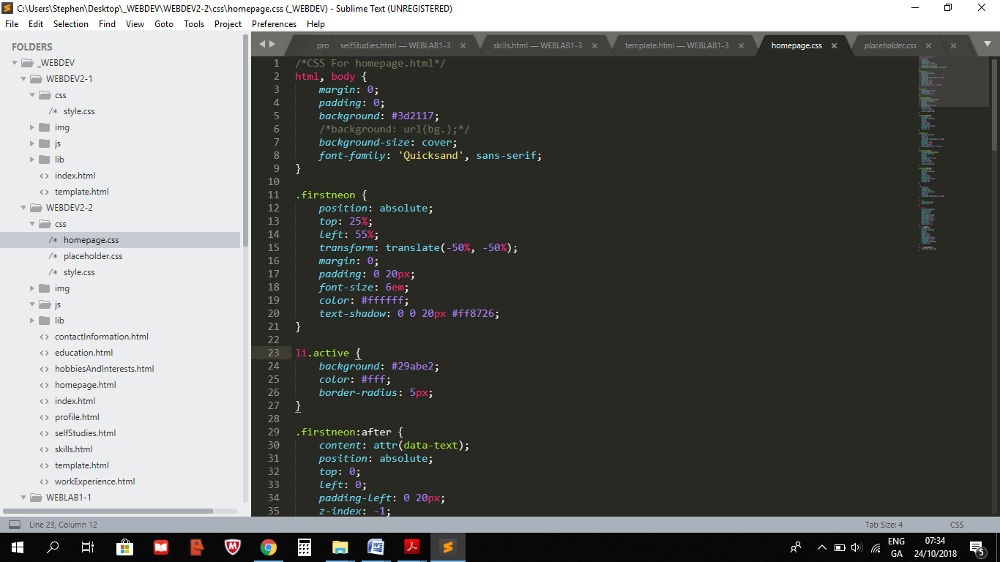 C:\Users\Stephen\Desktop\_WEBDEV\WEBDEV2-2\css\homepage.css (_WEBDEV) - Sublime Text (UNREGISTERED)
File Edit Selection Find View Goto Tools Project Preferences Help
FOLDERS
_WEBDEV
WEBDEV2-1
css
/* style.css
img
js
lib
<> index.html
<> template.html
WEBDEV2-2
css
/* homepage.css
/* placeholder.css
/* style.css
img
js
lib
<> contactInformation.html
<> education.html
<> hobbiesAndInterests.html
<> homepage.html
<> index.html
<> profile.html
<> selfStudies.html
<> skills.html
<> template.html
<> workExperience.html
WEBLAB1-1
pro selfStudies.html — WEBLAB1-3 × skills.html — WEBLAB1-3 × template.html — WEBLAB1-3 × homepage.css × placeholder.css × ×
1 /*CSS For homepage.html*/
2 html, body {
3 margin: 0;
4 padding: 0;
5 background: #3d2117;
6 /*background: url(bg.);*/
7 background-size: cover;
8 font-family: 'Quicksand', sans-serif;
9 }
10
11 .firstneon {
12 position: absolute;
13 top: 25%;
14 left: 55%;
15 transform: translate(-50%, -50%);
16 margin: 0;
17 padding: 0 20px;
18 font-size: 6em;
19 color: #ffffff;
20 text-shadow: 0 0 20px #ff8726;
21 }
22
23 li.active {
24 background: #29abe2;
25 color: #fff;
26 border-radius: 5px;
27 }
28
29 .firstneon:after {
30 content: attr(data-text);
31 position: absolute;
32 top: 0;
33 left: 0;
34 padding-left: 0 20px;
35 z-index: -1;
Line 23, Column 12 Tab Size: 4 CSS
ENG 07:34
GA 24/10/2018
5